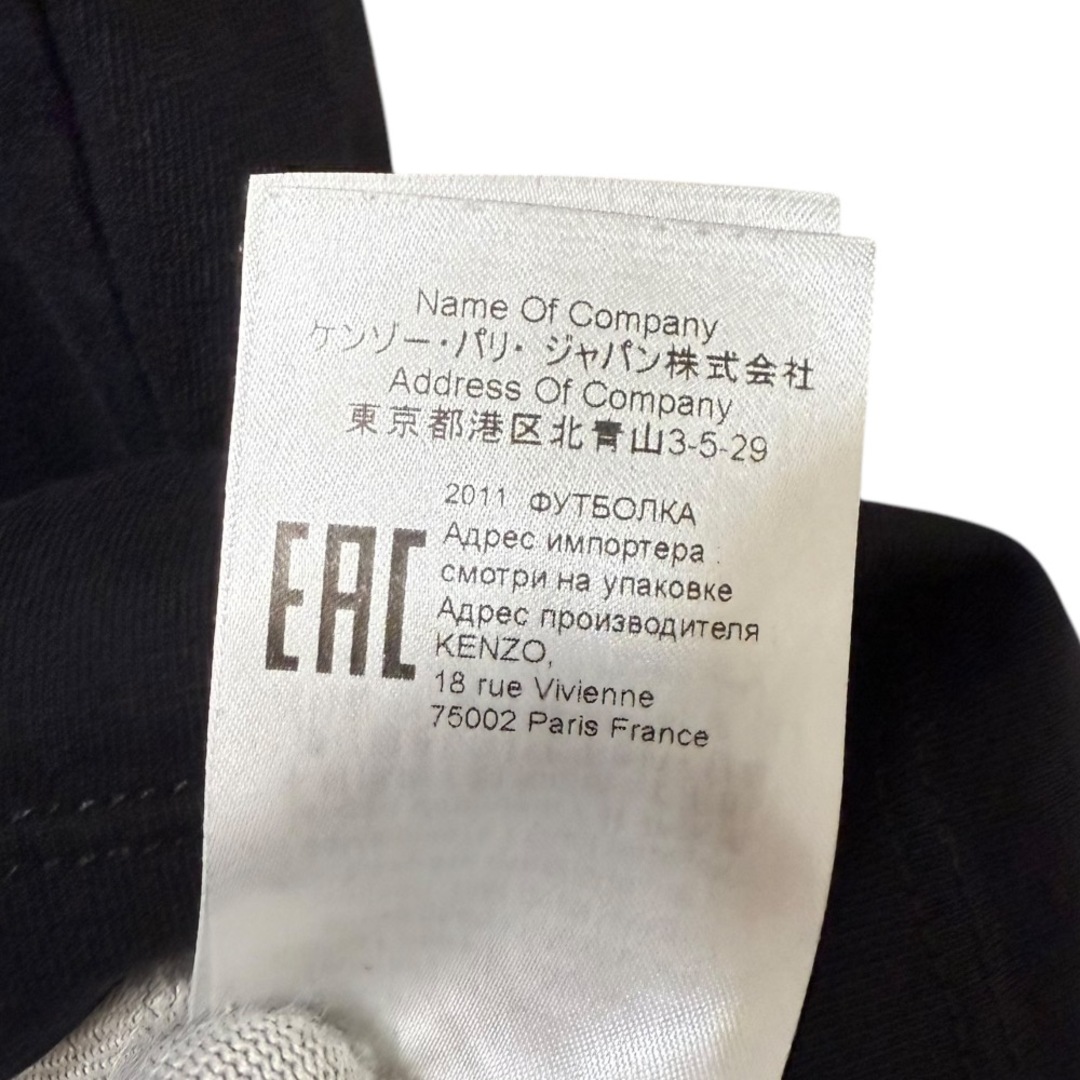 Name Of Company
ケンゾー・パリ・ ジャパン株式会社
Address Of Company
東京都港区北青山3-5-29
2011 ФУТБОЛКА
Адрес импортера :
смотри на упаковке
Адрес производителя
KENZO,
18 rue Vivienne
75002 Paris France
EAC